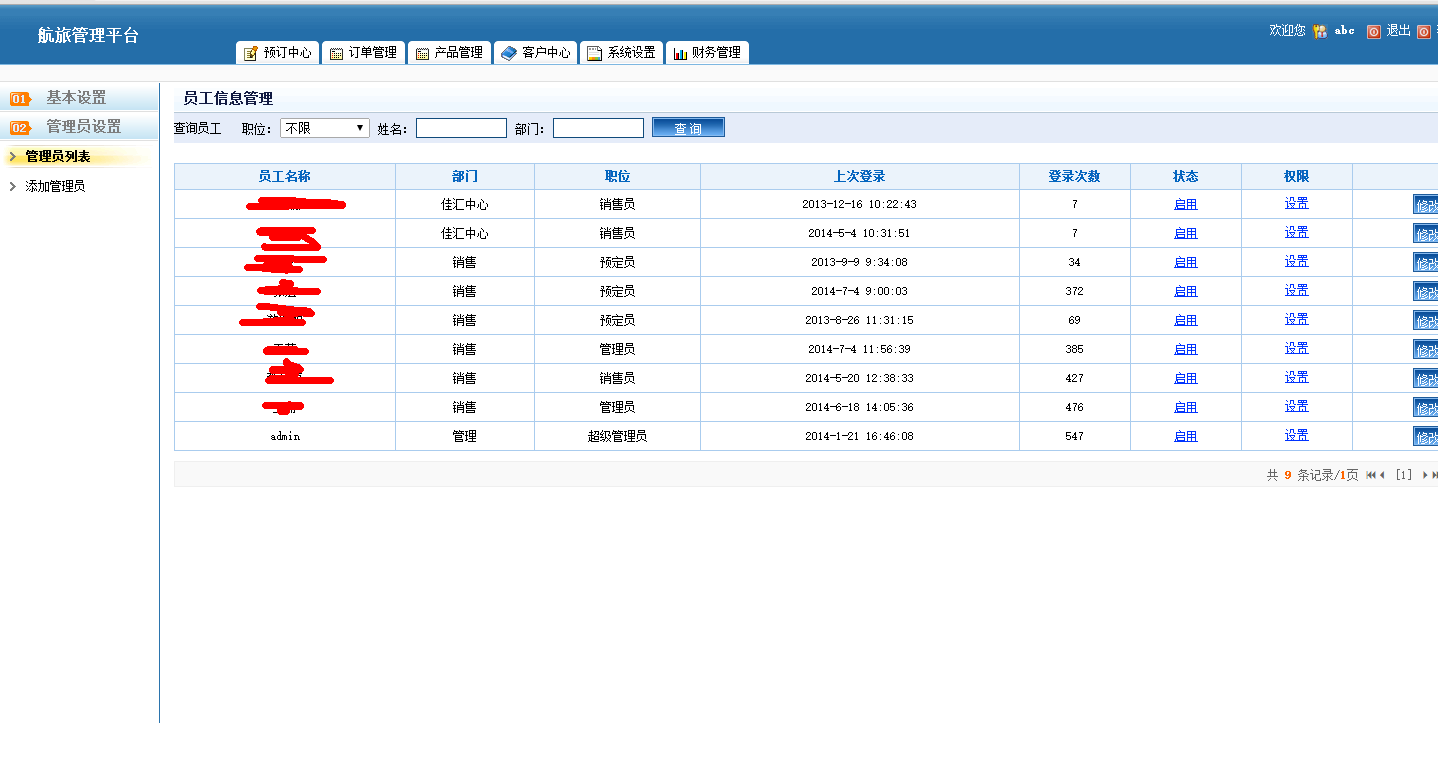 航旅管理平台
欢迎您 abc 退出
预订中心 订单管理 产品管理 客户中心 系统设置 财务管理
01 基本设置
02 管理员设置
管理员列表
添加管理员
员工信息管理
查询员工 职位: 不限 姓名: 部门: 查询
员工名称 部门 职位 上次登录 登录次数 状态 权限
佳汇中心 销售员 2013-12-16 10:22:43 7 启用 设置 修改
佳汇中心 销售员 2014-5-4 10:31:51 7 启用 设置 修改
销售 预定员 2013-9-9 9:34:08 34 启用 设置 修改
销售 预定员 2014-7-4 9:00:03 372 启用 设置 修改
销售 预定员 2013-8-26 11:31:15 69 启用 设置 修改
销售 管理员 2014-7-4 11:56:39 385 启用 设置 修改
销售 销售员 2014-5-20 12:38:33 427 启用 设置 修改
销售 管理员 2014-6-18 14:05:36 476 启用 设置 修改
admin 管理 超级管理员 2014-1-21 16:46:08 547 启用 设置 修改
共 9 条记录/1页 [1]